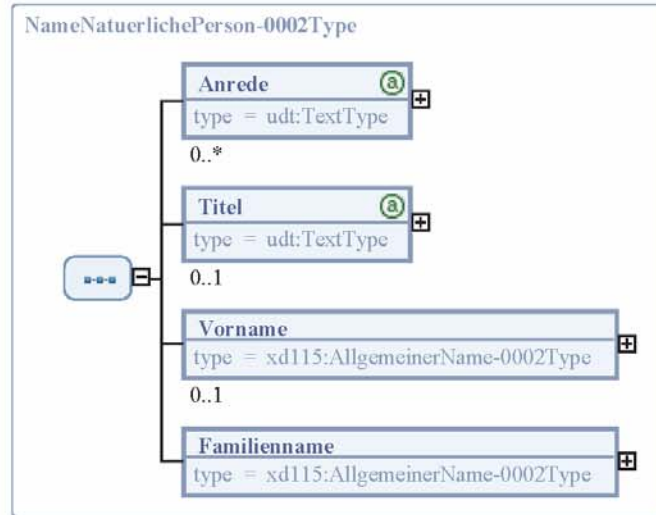 NameNatuerlichePerson-0002Type
Anrede a
type = udt:TextType
0..*
Titel a
type = udt:TextType
0..1
Vorname
type = xd115:AllgemeinerName-0002Type
0..1
Familienname
type = xd115:AllgemeinerName-0002Type